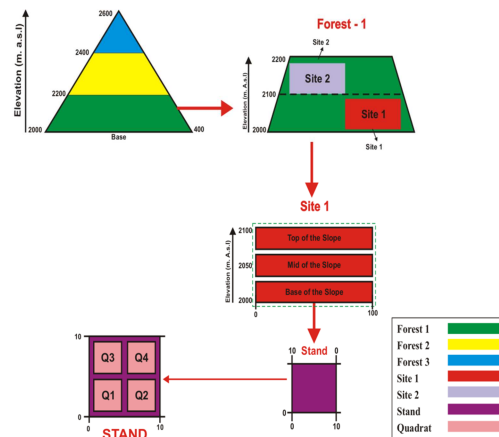 Elevation (m. a.s.l)
2600
2400
2200
2000
400
Base
Forest - 1
Site 2
Elevation (m. a.s.l)
2200
2100
2000
Site 2
Site 1
Site 1
Site 1
Elevation (m. A.s.l)
2100
2050
2000
Top of the Slope
Mid of the Slope
Base of the Slope
0 100
Stand
10 0
0 10
10
0
Q3 Q4
Q1 Q2
0 10
STAND
Forest 1
Forest 2
Forest 3
Site 1
Site 2
Stand
Quadrat